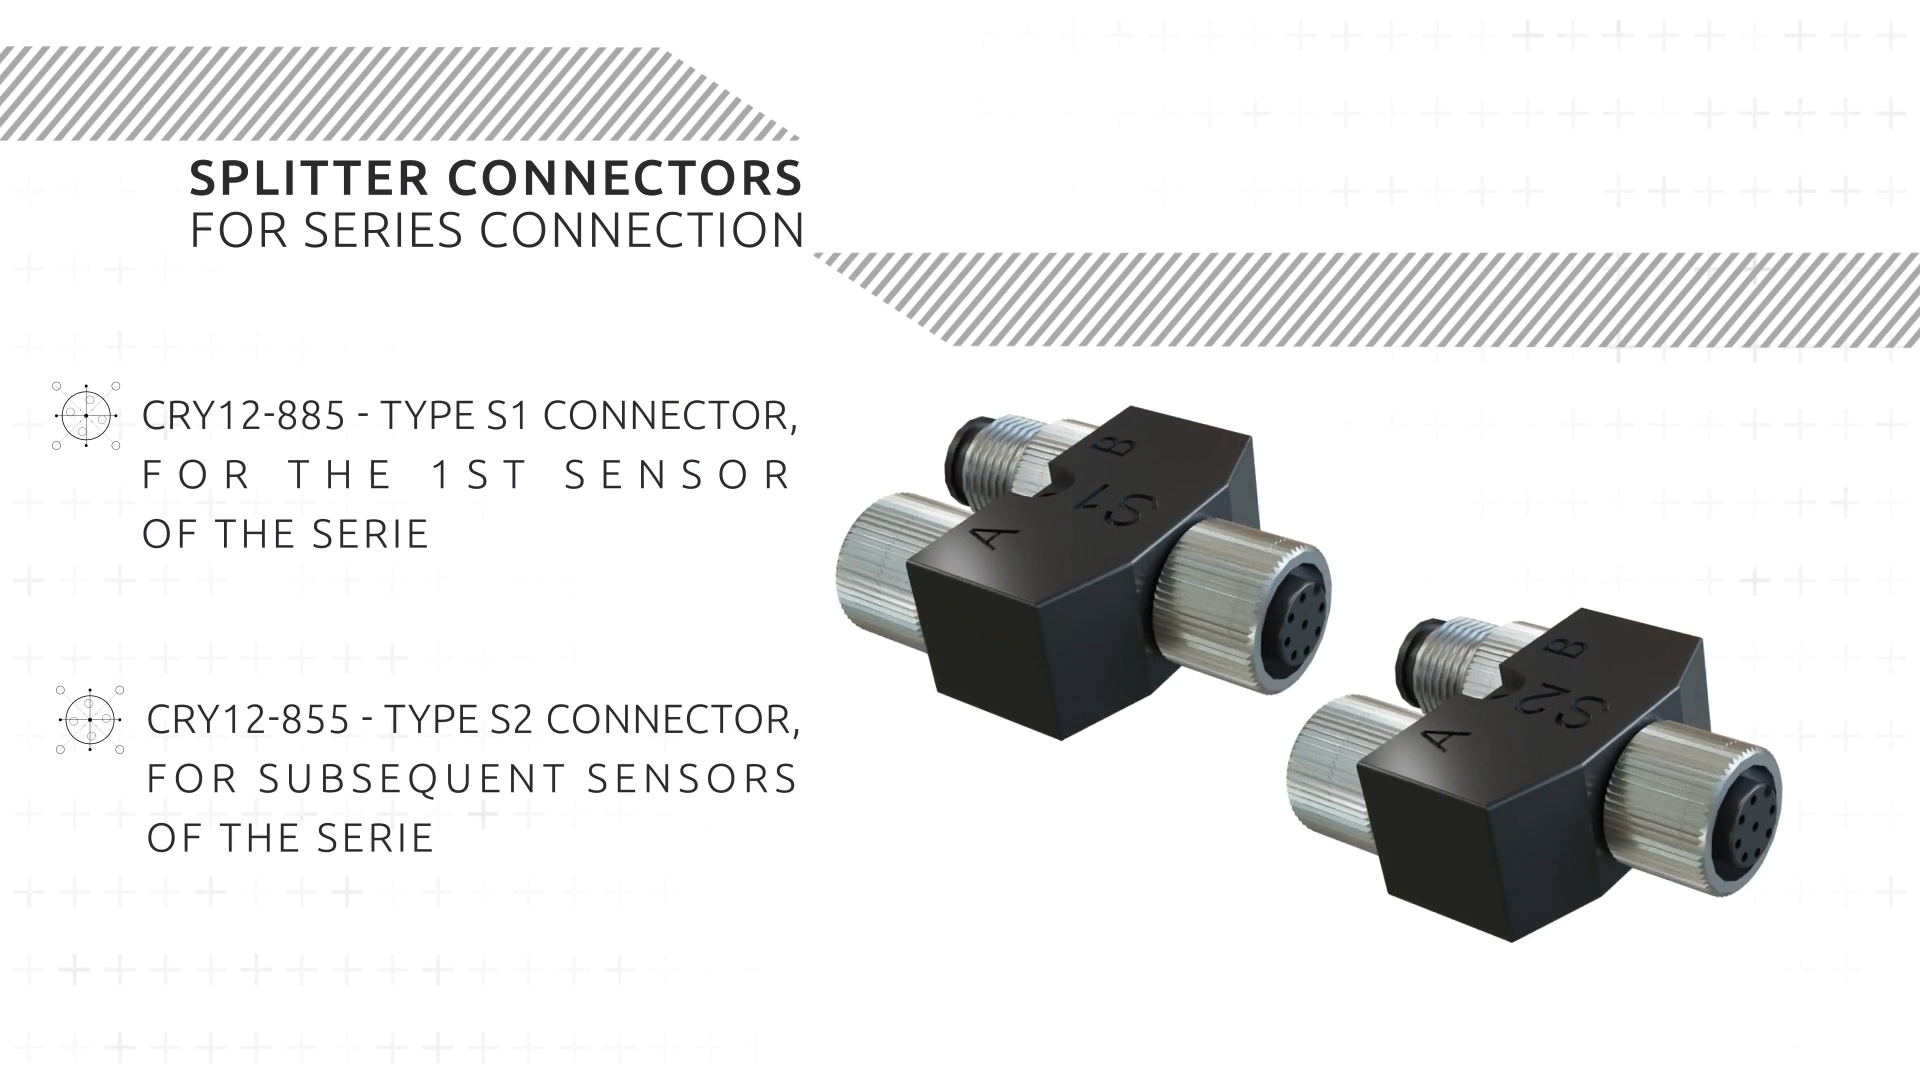 SPLITTER CONNECTORS
FOR SERIES CONNECTION
CRY12-885 - TYPE S1 CONNECTOR,
FOR THE 1ST SENSOR
OF THE SERIE
CRY12-855 - TYPE S2 CONNECTOR,
FOR SUBSEQUENT SENSORS
OF THE SERIE
B
S1
A
B
S2
A